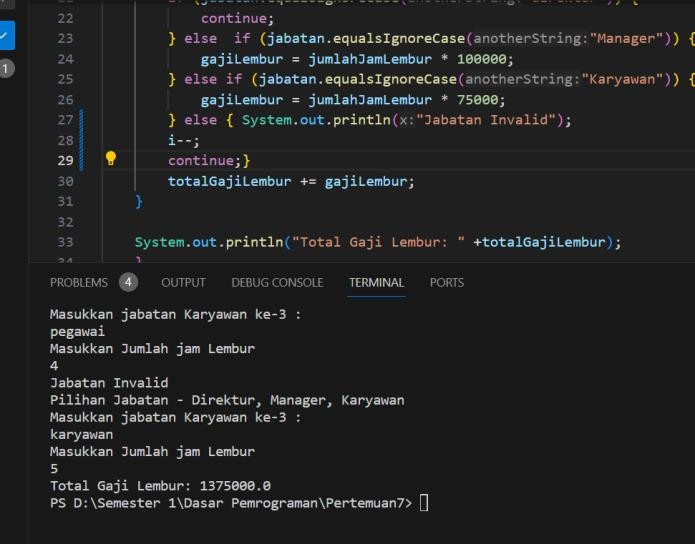 22 continue;
23 } else if (jabatan.equalsIgnoreCase(anotherString:"Manager")) {
24 gajiLembur = jumlahJamLembur * 100000;
25 } else if (jabatan.equalsIgnoreCase(anotherString:"Karyawan")) {
26 gajiLembur = jumlahJamLembur * 75000;
27 } else { System.out.println(x:"Jabatan Invalid");
28 i--;
29 continue;}
30 totalGajiLembur += gajiLembur;
31 }
32
33 System.out.println("Total Gaji Lembur: " +totalGajiLembur);
34 }
1
PROBLEMS 4 OUTPUT DEBUG CONSOLE TERMINAL PORTS
Masukkan jabatan Karyawan ke-3 :
pegawai
Masukkan Jumlah jam Lembur
4
Jabatan Invalid
Pilihan Jabatan - Direktur, Manager, Karyawan
Masukkan jabatan Karyawan ke-3 :
karyawan
Masukkan Jumlah jam Lembur
5
Total Gaji Lembur: 1375000.0
PS D:\Semester 1\Dasar Pemrograman\Pertemuan7>